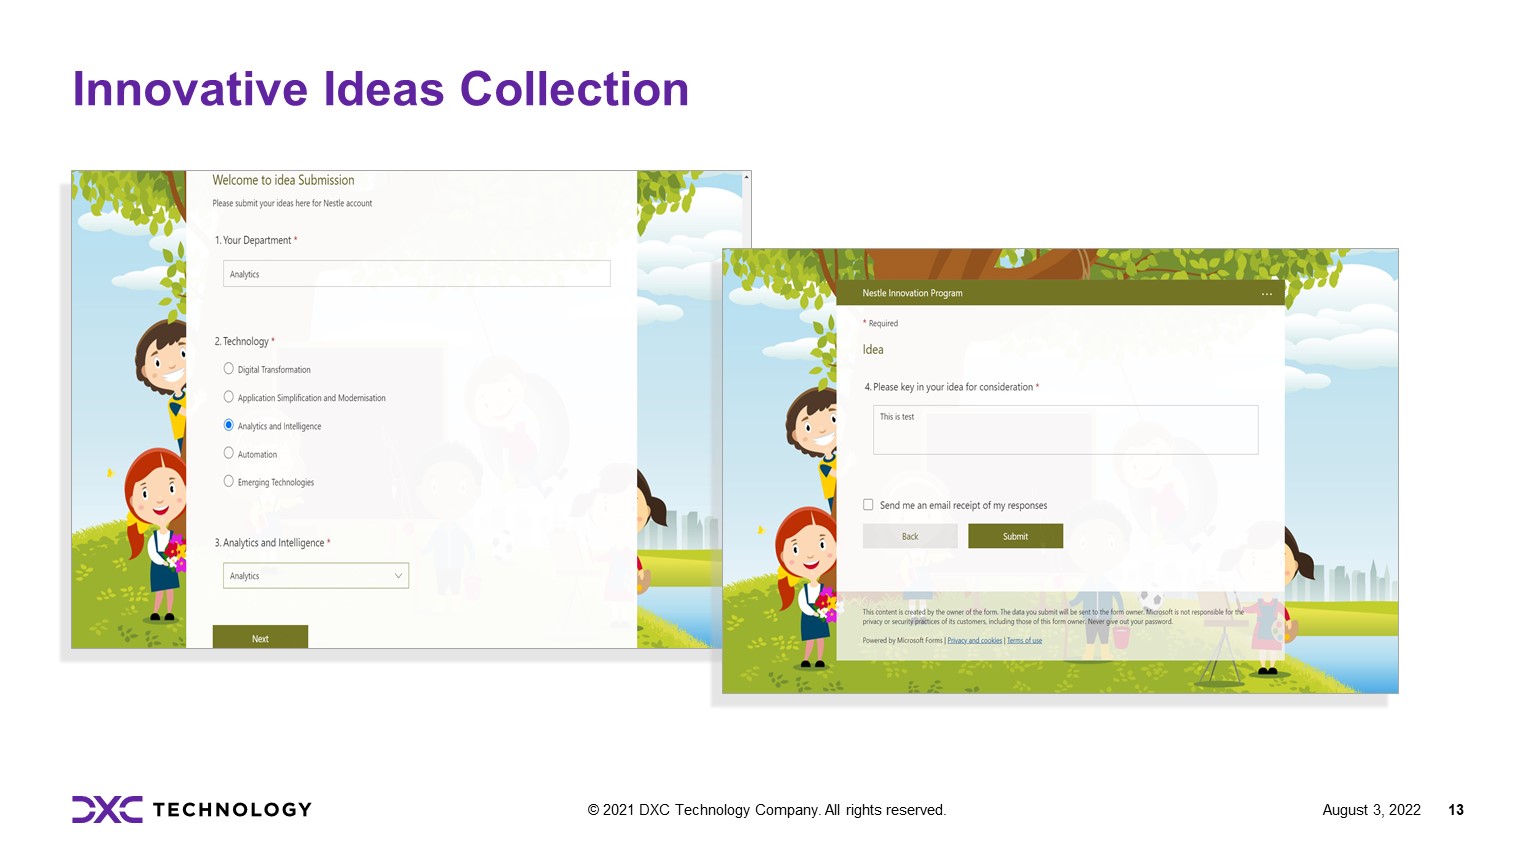 Innovative Ideas Collection
Welcome to idea Submission
Please submit your ideas here for Nestle account
1. Your Department *
Analytics
2. Technology *
Digital Transformation
Application Simplification and Modernisation
Analytics and Intelligence
Automation
Emerging Technologies
3. Analytics and Intelligence *
Analytics
Next
Nestle Innovation Program
...
* Required
Idea
4. Please key in your idea for consideration *
This is test
Send me an email receipt of my responses
Back Submit
This content is created by the owner of the form. The data you submit will be sent to the form owner. Microsoft is not responsible for the
privacy or security practices of its customers, including those of this form owner. Never give out your password.
Powered by Microsoft Forms | Privacy and cookies | Terms of use
DXC TECHNOLOGY
© 2021 DXC Technology Company. All rights reserved.
August 3, 2022 13